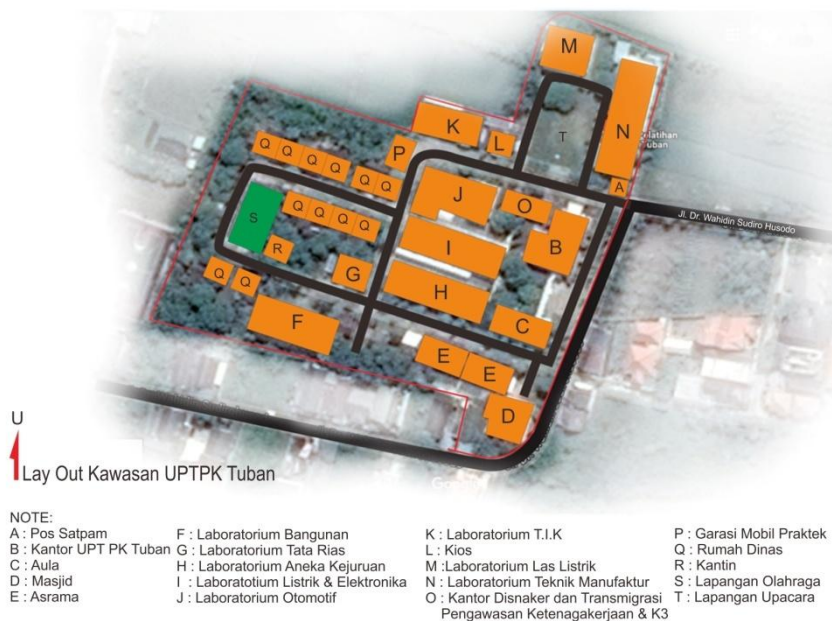 M
K
L
T
N
A
P
Q Q Q Q
Q Q
J
O
B
S
Q Q Q Q
R
I
G
H
Q Q
F
C
E
E
D
Jl. Dr. Wahidin Sudiro Husodo
U
Lay Out Kawasan UPTPK Tuban
NOTE:
A : Pos Satpam
B : Kantor UPT PK Tuban
C : Aula
D : Masjid
E : Asrama
F : Laboratorium Bangunan
G : Laboratorium Tata Rias
H : Laboratorium Aneka Kejuruan
I : Laboratotium Listrik & Elektronika
J : Laboratorium Otomotif
K : Laboratorium T.I.K
L : Kios
M :Laboratorium Las Listrik
N : Laboratorium Teknik Manufaktur
O : Kantor Disnaker dan Transmigrasi
Pengawasan Ketenagakerjaan & K3
P : Garasi Mobil Praktek
Q : Rumah Dinas
R : Kantin
S : Lapangan Olahraga
T : Lapangan Upacara